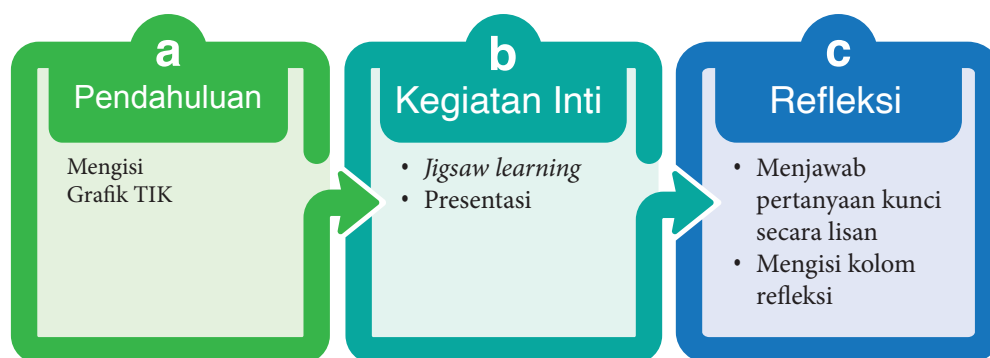 a
Pendahuluan
Mengisi
Grafik TIK
b
Kegiatan Inti
• Jigsaw learning
• Presentasi
c
Refleksi
• Menjawab
pertanyaan kunci
secara lisan
• Mengisi kolom
refleksi